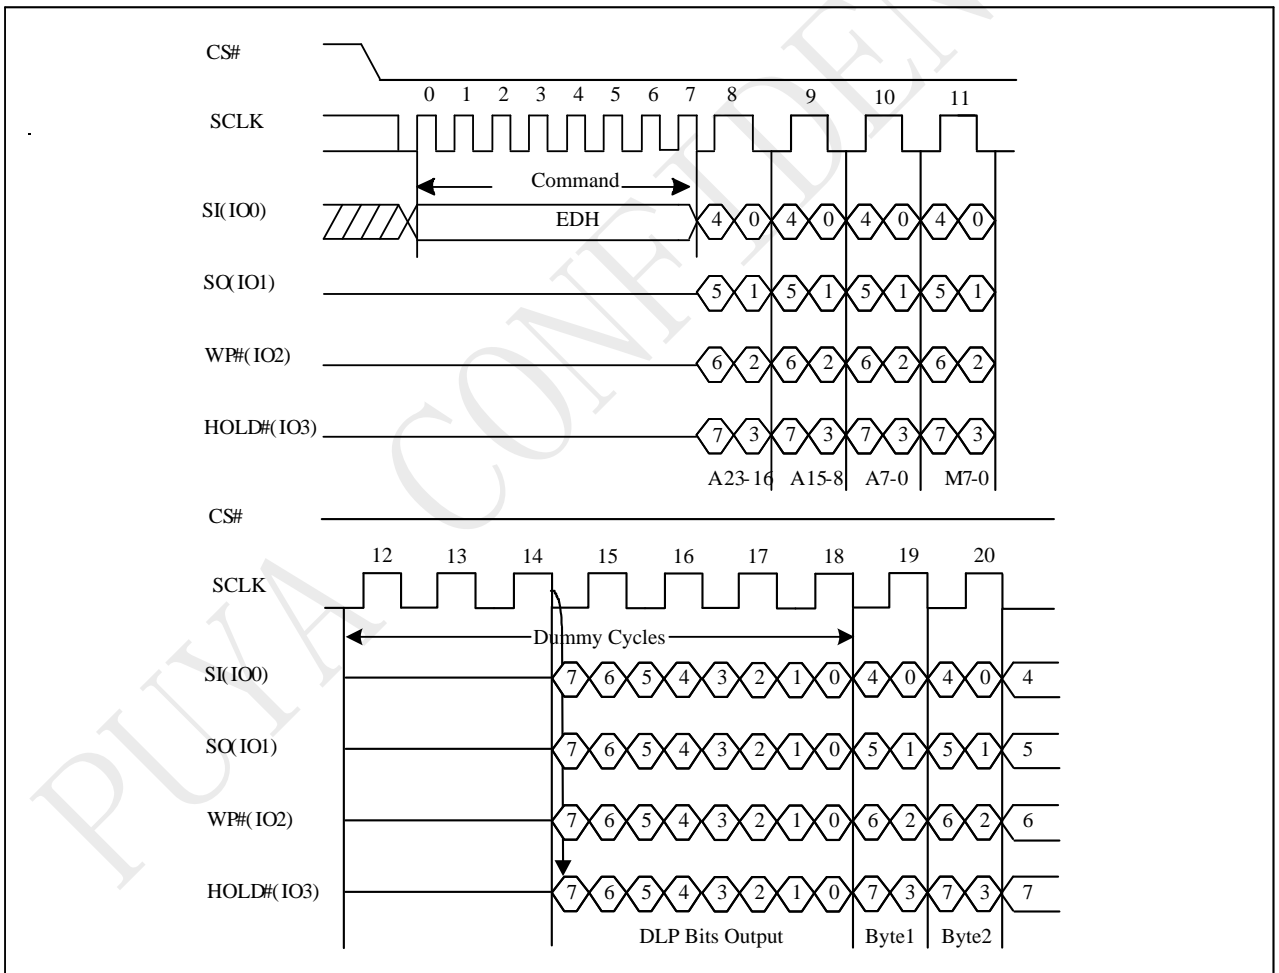 CS#
0 1 2 3 4 5 6 7 8 9 10 11
SCLK
Command
SI(IO0)
EDH
4 0 4 0 4 0 4 0
SO(IO1)
5 1 5 1 5 1 5 1
WP#(IO2)
6 2 6 2 6 2 6 2
HOLD#(IO3)
7 3 7 3 7 3 7 3
A23-16 A15-8 A7-0 M7-0
CS#
12 13 14 15 16 17 18 19 20
SCLK
Dummy Cycles
SI(IO0)
7 6 5 4 3 2 1 0 4 0 4 0 4
SO(IO1)
7 6 5 4 3 2 1 0 5 1 5 1 5
WP#(IO2)
7 6 5 4 3 2 1 0 6 2 6 2 6
HOLD#(IO3)
7 6 5 4 3 2 1 0 7 3 7 3 7
DLP Bits Output Byte1 Byte2
PUYA CONFIDEN